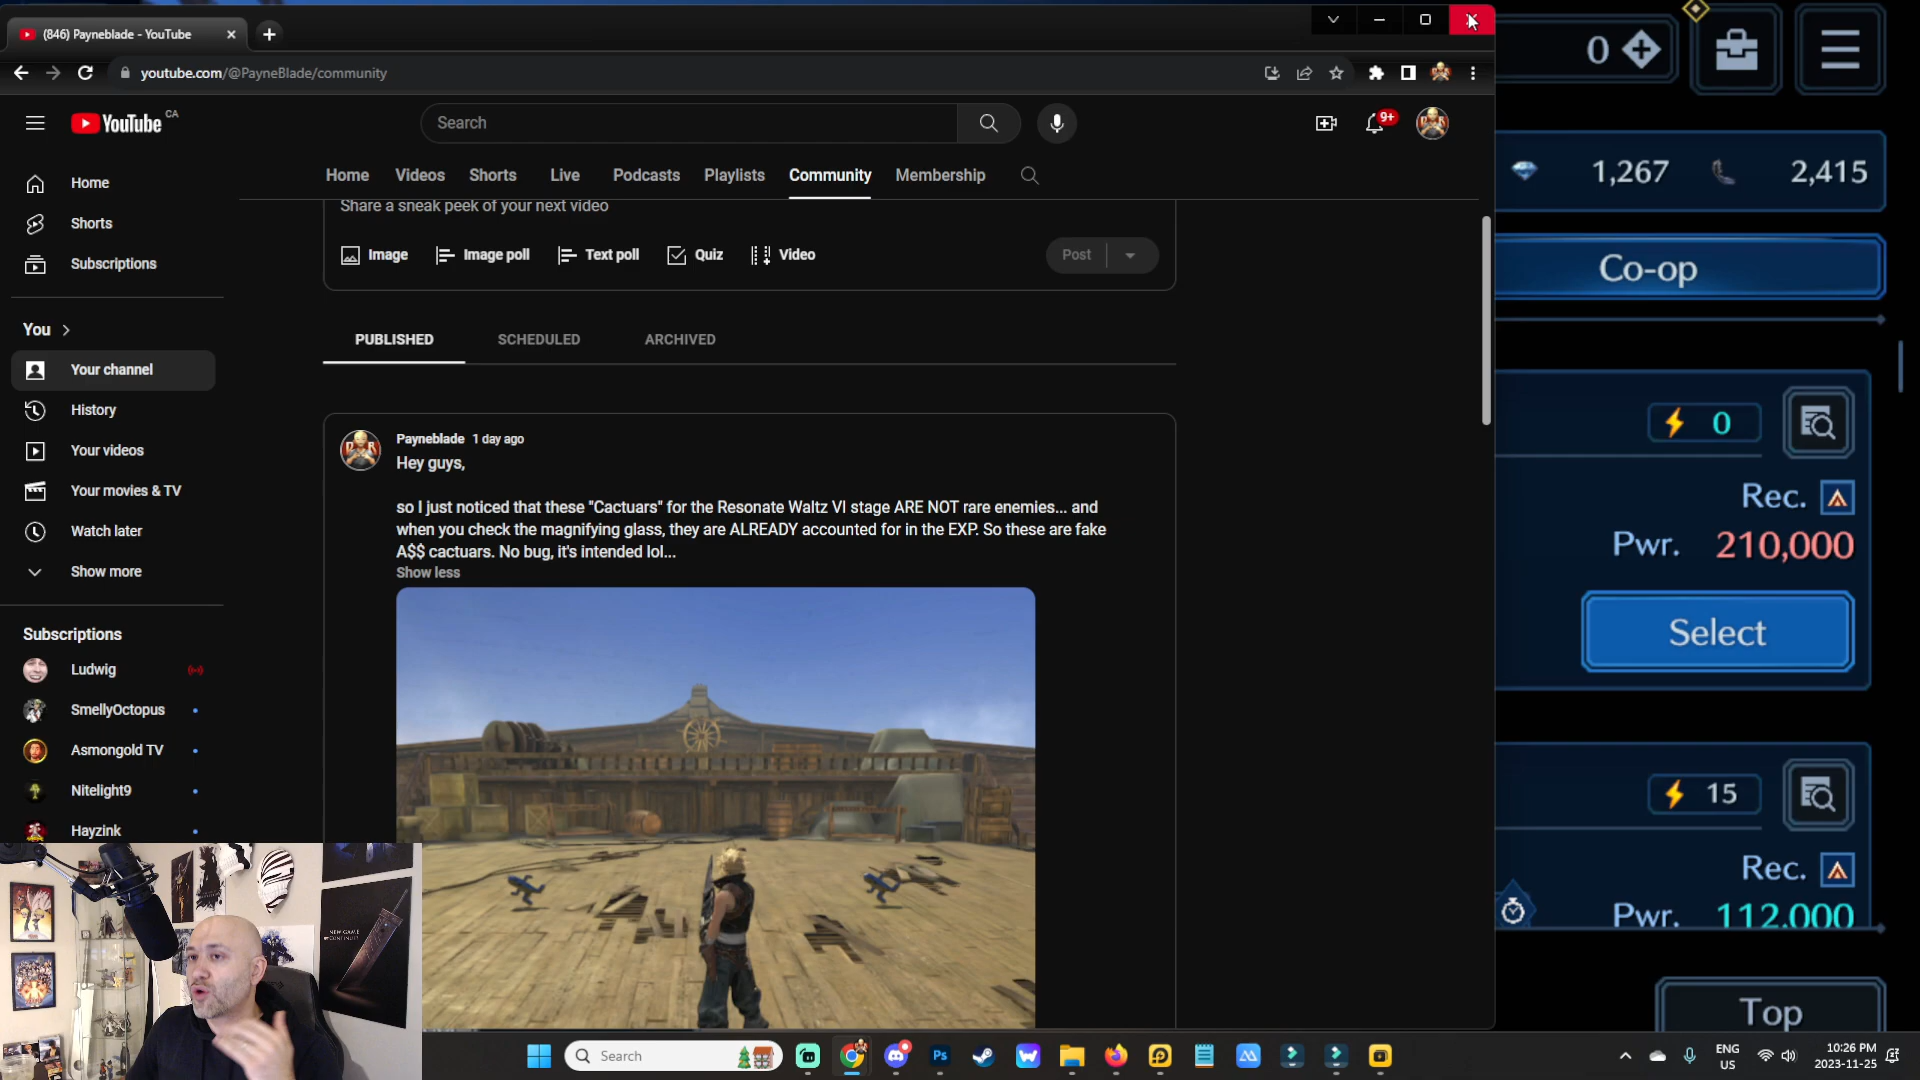 (846) Payneblade - YouTube
youtube.com/@PayneBlade/community
YouTube CA
Search
9+
Home
Shorts
Subscriptions
You
Your channel
History
Your videos
Your movies & TV
Watch later
Show more
Subscriptions
Ludwig
SmellyOctopus
Asmongold TV
Nitelight9
Hayzink
Home Videos Shorts Live Podcasts Playlists Community Membership
Share a sneak peek of your next video
Image Image poll Text poll Quiz Video Post
PUBLISHED SCHEDULED ARCHIVED
Payneblade 1 day ago
Hey guys,
so I just noticed that these "Cactuars" for the Resonate Waltz VI stage ARE NOT rare enemies... and
when you check the magnifying glass, they are ALREADY accounted for in the EXP. So these are fake
A$$ cactuars. No bug, it's intended lol...
Show less
0
1,267 2,415
Co-op
0
Rec.
Pwr. 210,000
Select
15
Rec.
Pwr. 112,000
Top
NEW GAME
CONTINUE
Search
Ps
ENG
US
10:26 PM
2023-11-25